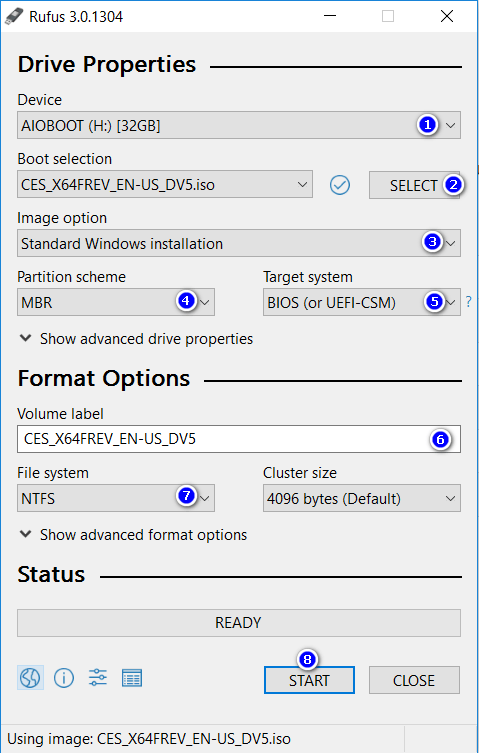 Rufus 3.0.1304
Drive Properties
Device
AIOBOOT (H:) [32GB] 1
Boot selection
CES_X64FREV_EN-US_DV5.iso SELECT 2
Image option
Standard Windows installation 3
Partition scheme Target system
MBR 4 BIOS (or UEFI-CSM) 5 ?
Show advanced drive properties
Format Options
Volume label
CES_X64FREV_EN-US_DV5 6
File system Cluster size
NTFS 7 4096 bytes (Default)
Show advanced format options
Status
READY
8
START CLOSE
Using image: CES_X64FREV_EN-US_DV5.iso